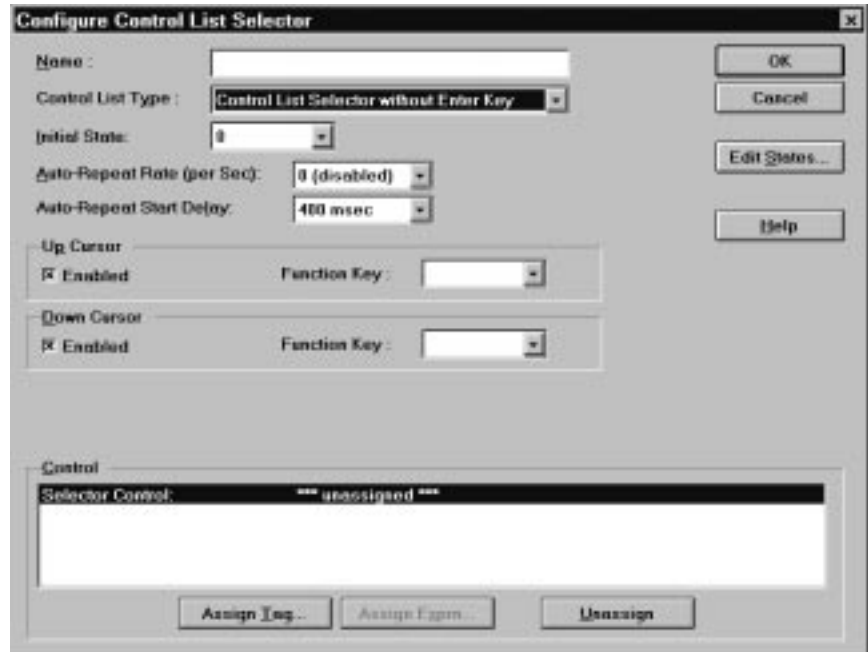 Configure Control List Selector
Name :
OK
Control List Type : Control List Selector without Enter Key
Cancel
Initial State: 0
Edit States...
Auto-Repeat Rate (per Sec): 0 (disabled)
Auto-Repeat Start Delay: 400 msec
Help
Up Cursor
Enabled Function Key :
Down Cursor
Enabled Function Key :
Control
Selector Control: *** unassigned ***
Assign Tag... Assign Expm... Unassign